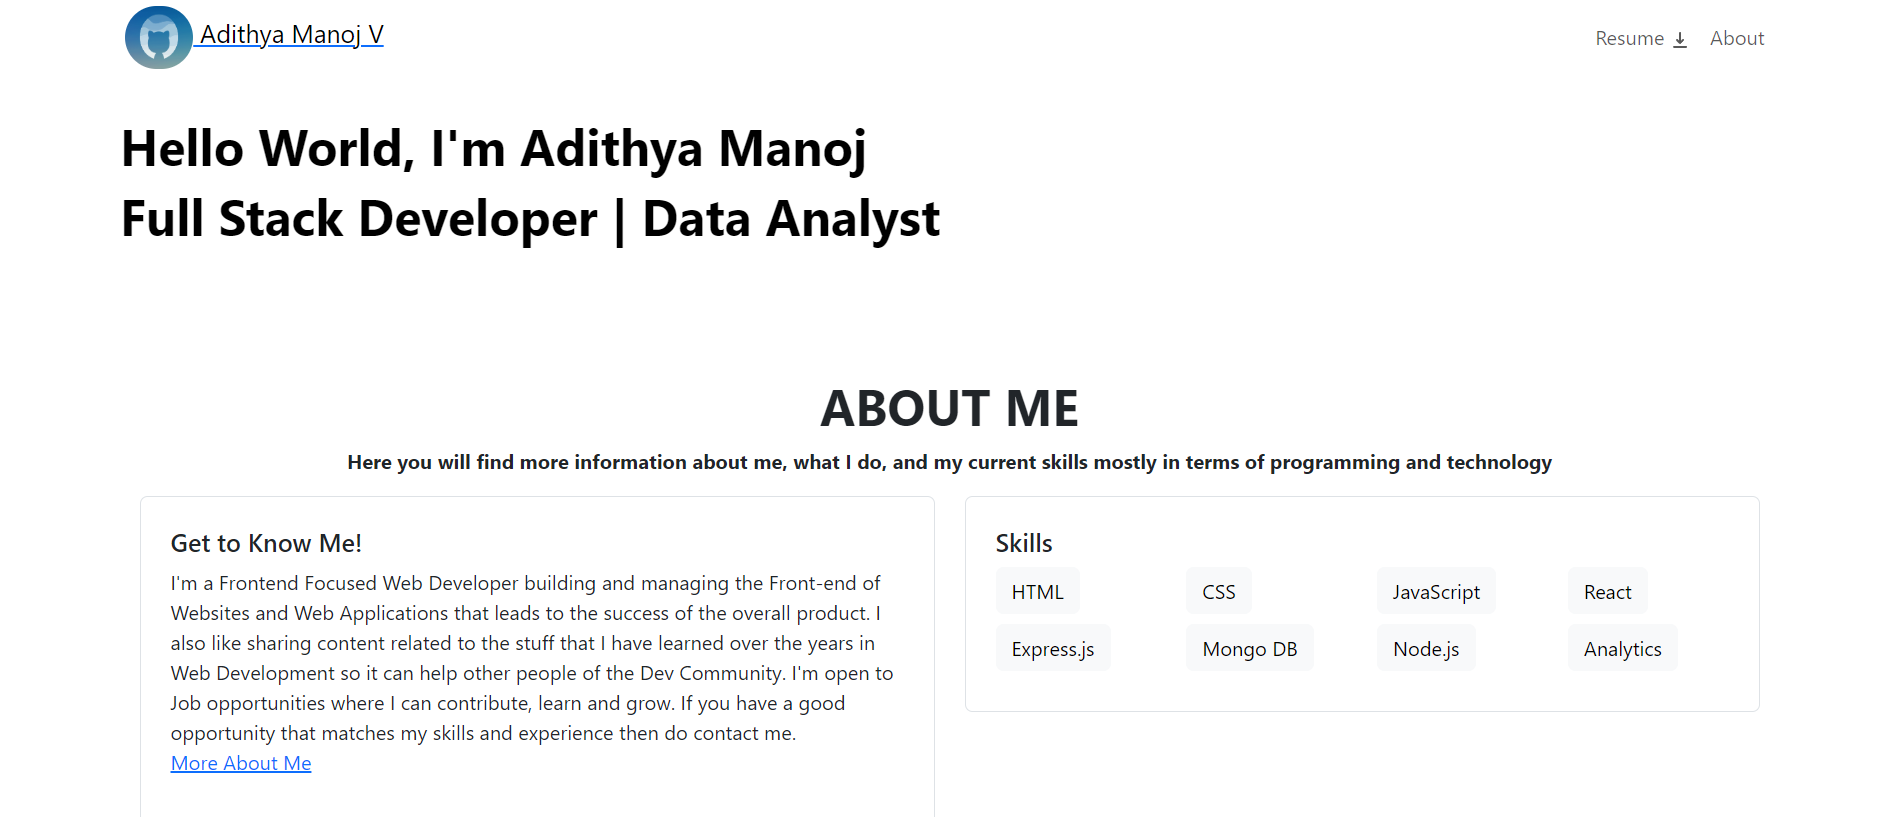 Adithya Manoj V
Resume About
Hello World, I'm Adithya Manoj
Full Stack Developer | Data Analyst
ABOUT ME
Here you will find more information about me, what I do, and my current skills mostly in terms of programming and technology
Get to Know Me!
I'm a Frontend Focused Web Developer building and managing the Front-end of
Websites and Web Applications that leads to the success of the overall product. I
also like sharing content related to the stuff that I have learned over the years in
Web Development so it can help other people of the Dev Community. I'm open to
Job opportunities where I can contribute, learn and grow. If you have a good
opportunity that matches my skills and experience then do contact me.
More About Me
Skills
HTML CSS JavaScript React
Express.js Mongo DB Node.js Analytics